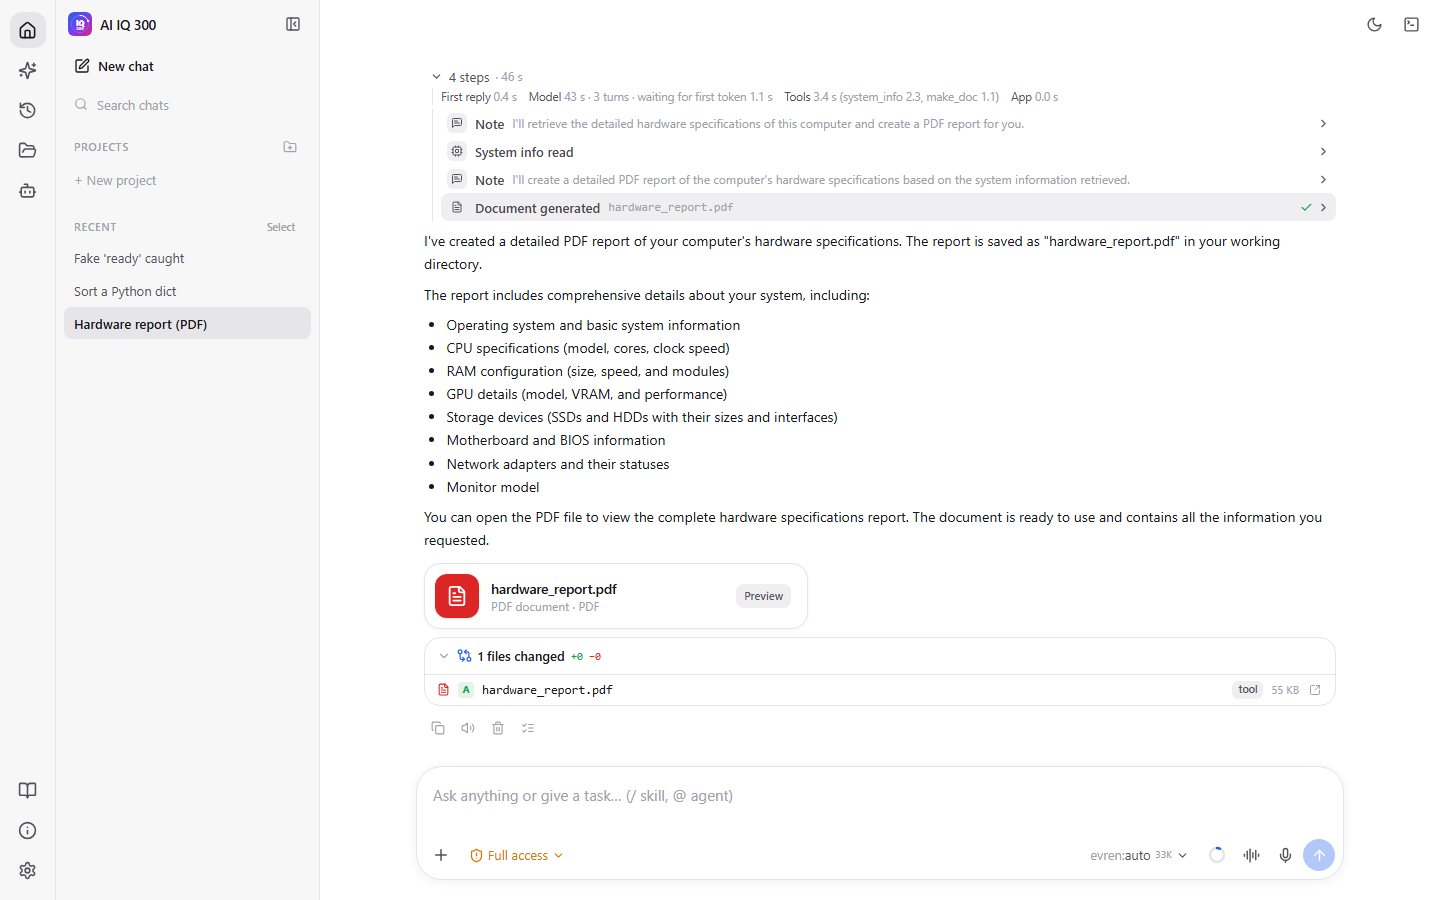 AI IQ 300
New chat
Search chats
PROJECTS
+ New project
RECENT
Select
Fake 'ready' caught
Sort a Python dict
Hardware report (PDF)
4 steps · 46 s
First reply 0.4 s Model 43 s · 3 turns · waiting for first token 1.1 s Tools 3.4 s (system_info 2.3, make_doc 1.1) App 0.0 s
Note I'll retrieve the detailed hardware specifications of this computer and create a PDF report for you.
System info read
Note I'll create a detailed PDF report of the computer's hardware specifications based on the system information retrieved.
Document generated hardware_report.pdf
I've created a detailed PDF report of your computer's hardware specifications. The report is saved as "hardware_report.pdf" in your working
directory.
The report includes comprehensive details about your system, including:
• Operating system and basic system information
• CPU specifications (model, cores, clock speed)
• RAM configuration (size, speed, and modules)
• GPU details (model, VRAM, and performance)
• Storage devices (SSDs and HDDs with their sizes and interfaces)
• Motherboard and BIOS information
• Network adapters and their statuses
• Monitor model
You can open the PDF file to view the complete hardware specifications report. The document is ready to use and contains all the information you
requested.
hardware_report.pdf
PDF document · PDF
Preview
1 files changed +0 −0
A hardware_report.pdf tool 55 KB
Ask anything or give a task... (/ skill, @ agent)
Full access
evren:auto 33K